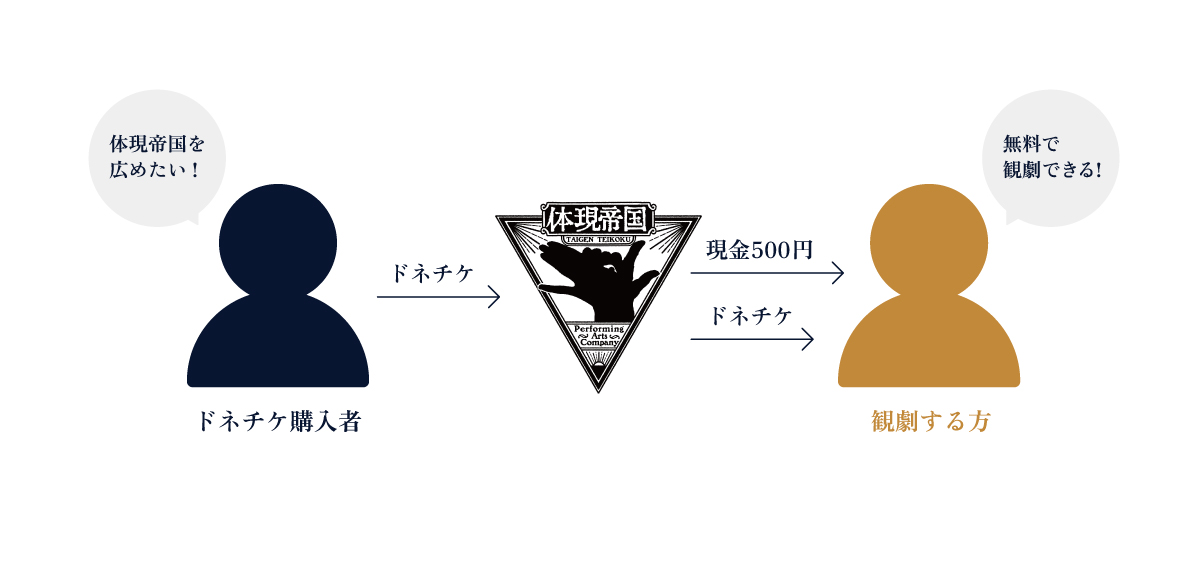 体現帝国を
広めたい！
無料で
観劇できる!
体現帝国
TAIGEN TEIKOKU
Performing
Arts
Company
ドネチケ
現金500円
ドネチケ
ドネチケ購入者
観劇する方